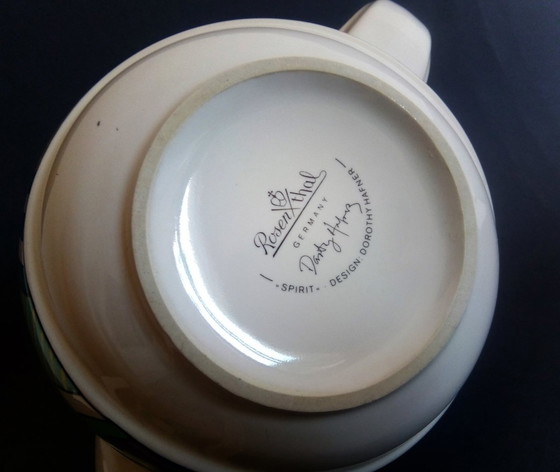 Rosenthal
GERMANY
Dorothy Hafner
-SPIRIT- DESIGN: DOROTHY HAFNER